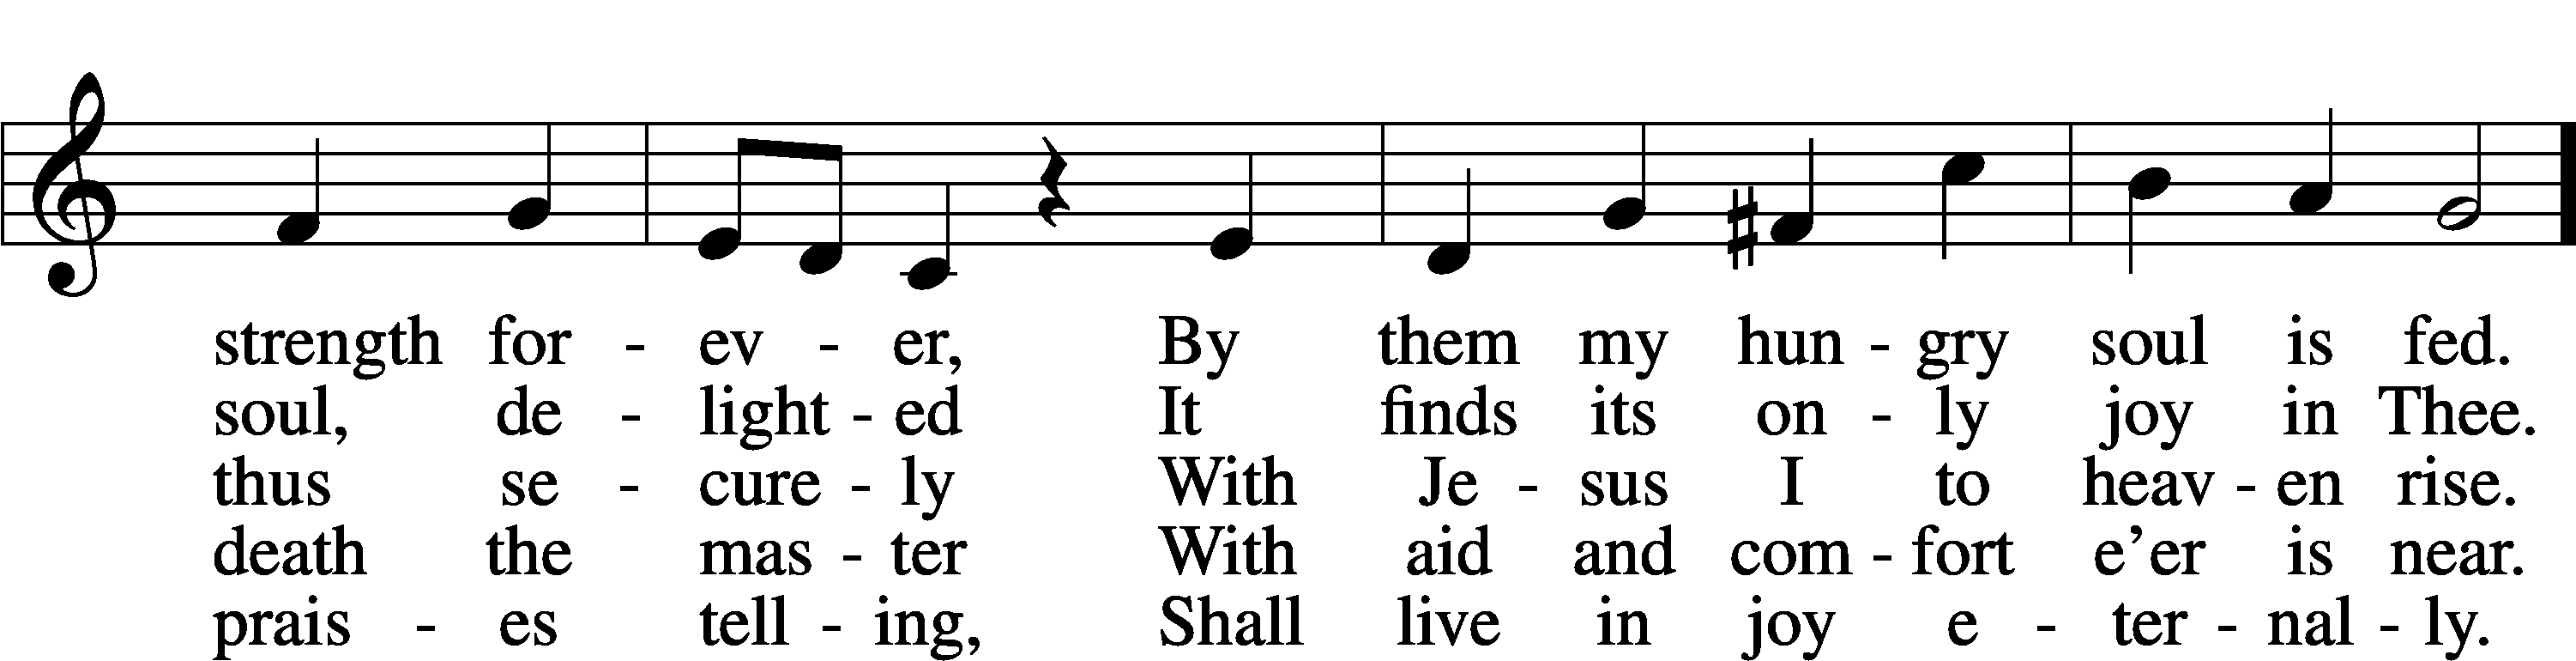 strength for - ev - er, By them my hun - gry soul is fed.
soul, de - light - ed It finds its on - ly joy in Thee.
thus se - cure - ly With Je - sus I to heav - en rise.
death the mas - ter With aid and com - fort e’er is near.
prais - es tell - ing, Shall live in joy e - ter - nal - ly.